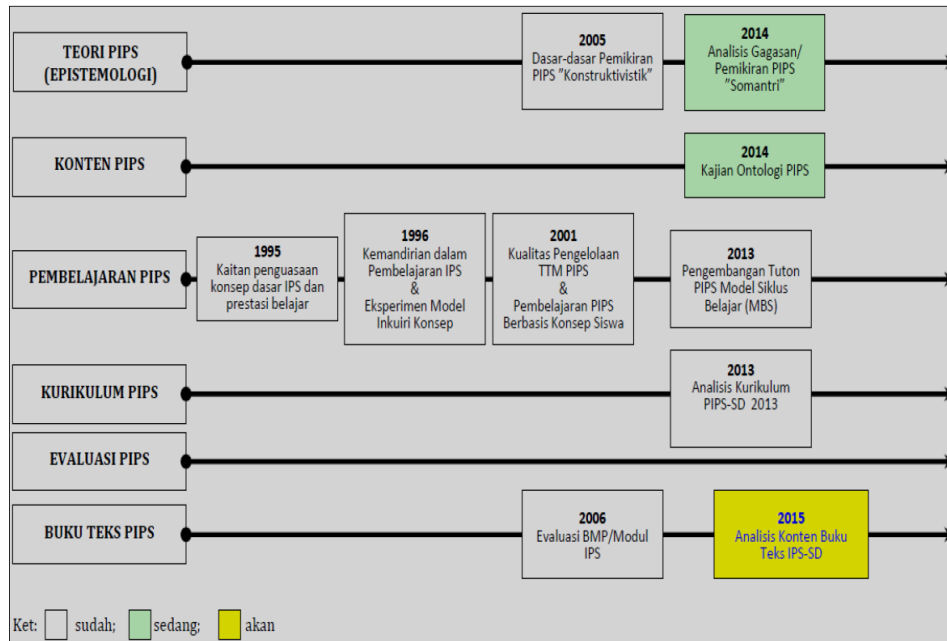 TEORI PIPS
(EPISTEMOLOGI)
2005
Dasar-dasar Pemikiran
PIPS "Konstruktivistik"
2014
Analisis Gagasan/
Pemikiran PIPS
"Somantri"
KONTEN PIPS
2014
Kajian Ontologi PIPS
PEMBELAJARAN PIPS
1995
Kaitan penguasaan
konsep dasar IPS dan
prestasi belajar
1996
Kemandirian dalam
Pembelajaran IPS
&
Eksperimen Model
Inkuiri Konsep
2001
Kualitas Pengelolaan
TTM PIPS
&
Pembelajaran PIPS
Berbasis Konsep Siswa
2013
Pengembangan Tuton
PIPS Model Siklus
Belajar (MBS)
KURIKULUM PIPS
2013
Analisis Kurikulum
PIPS-SD 2013
EVALUASI PIPS
BUKU TEKS PIPS
2006
Evaluasi BMP/Modul
IPS
2015
Analisis Konten Buku
Teks IPS-SD
Ket: sudah; sedang; akan